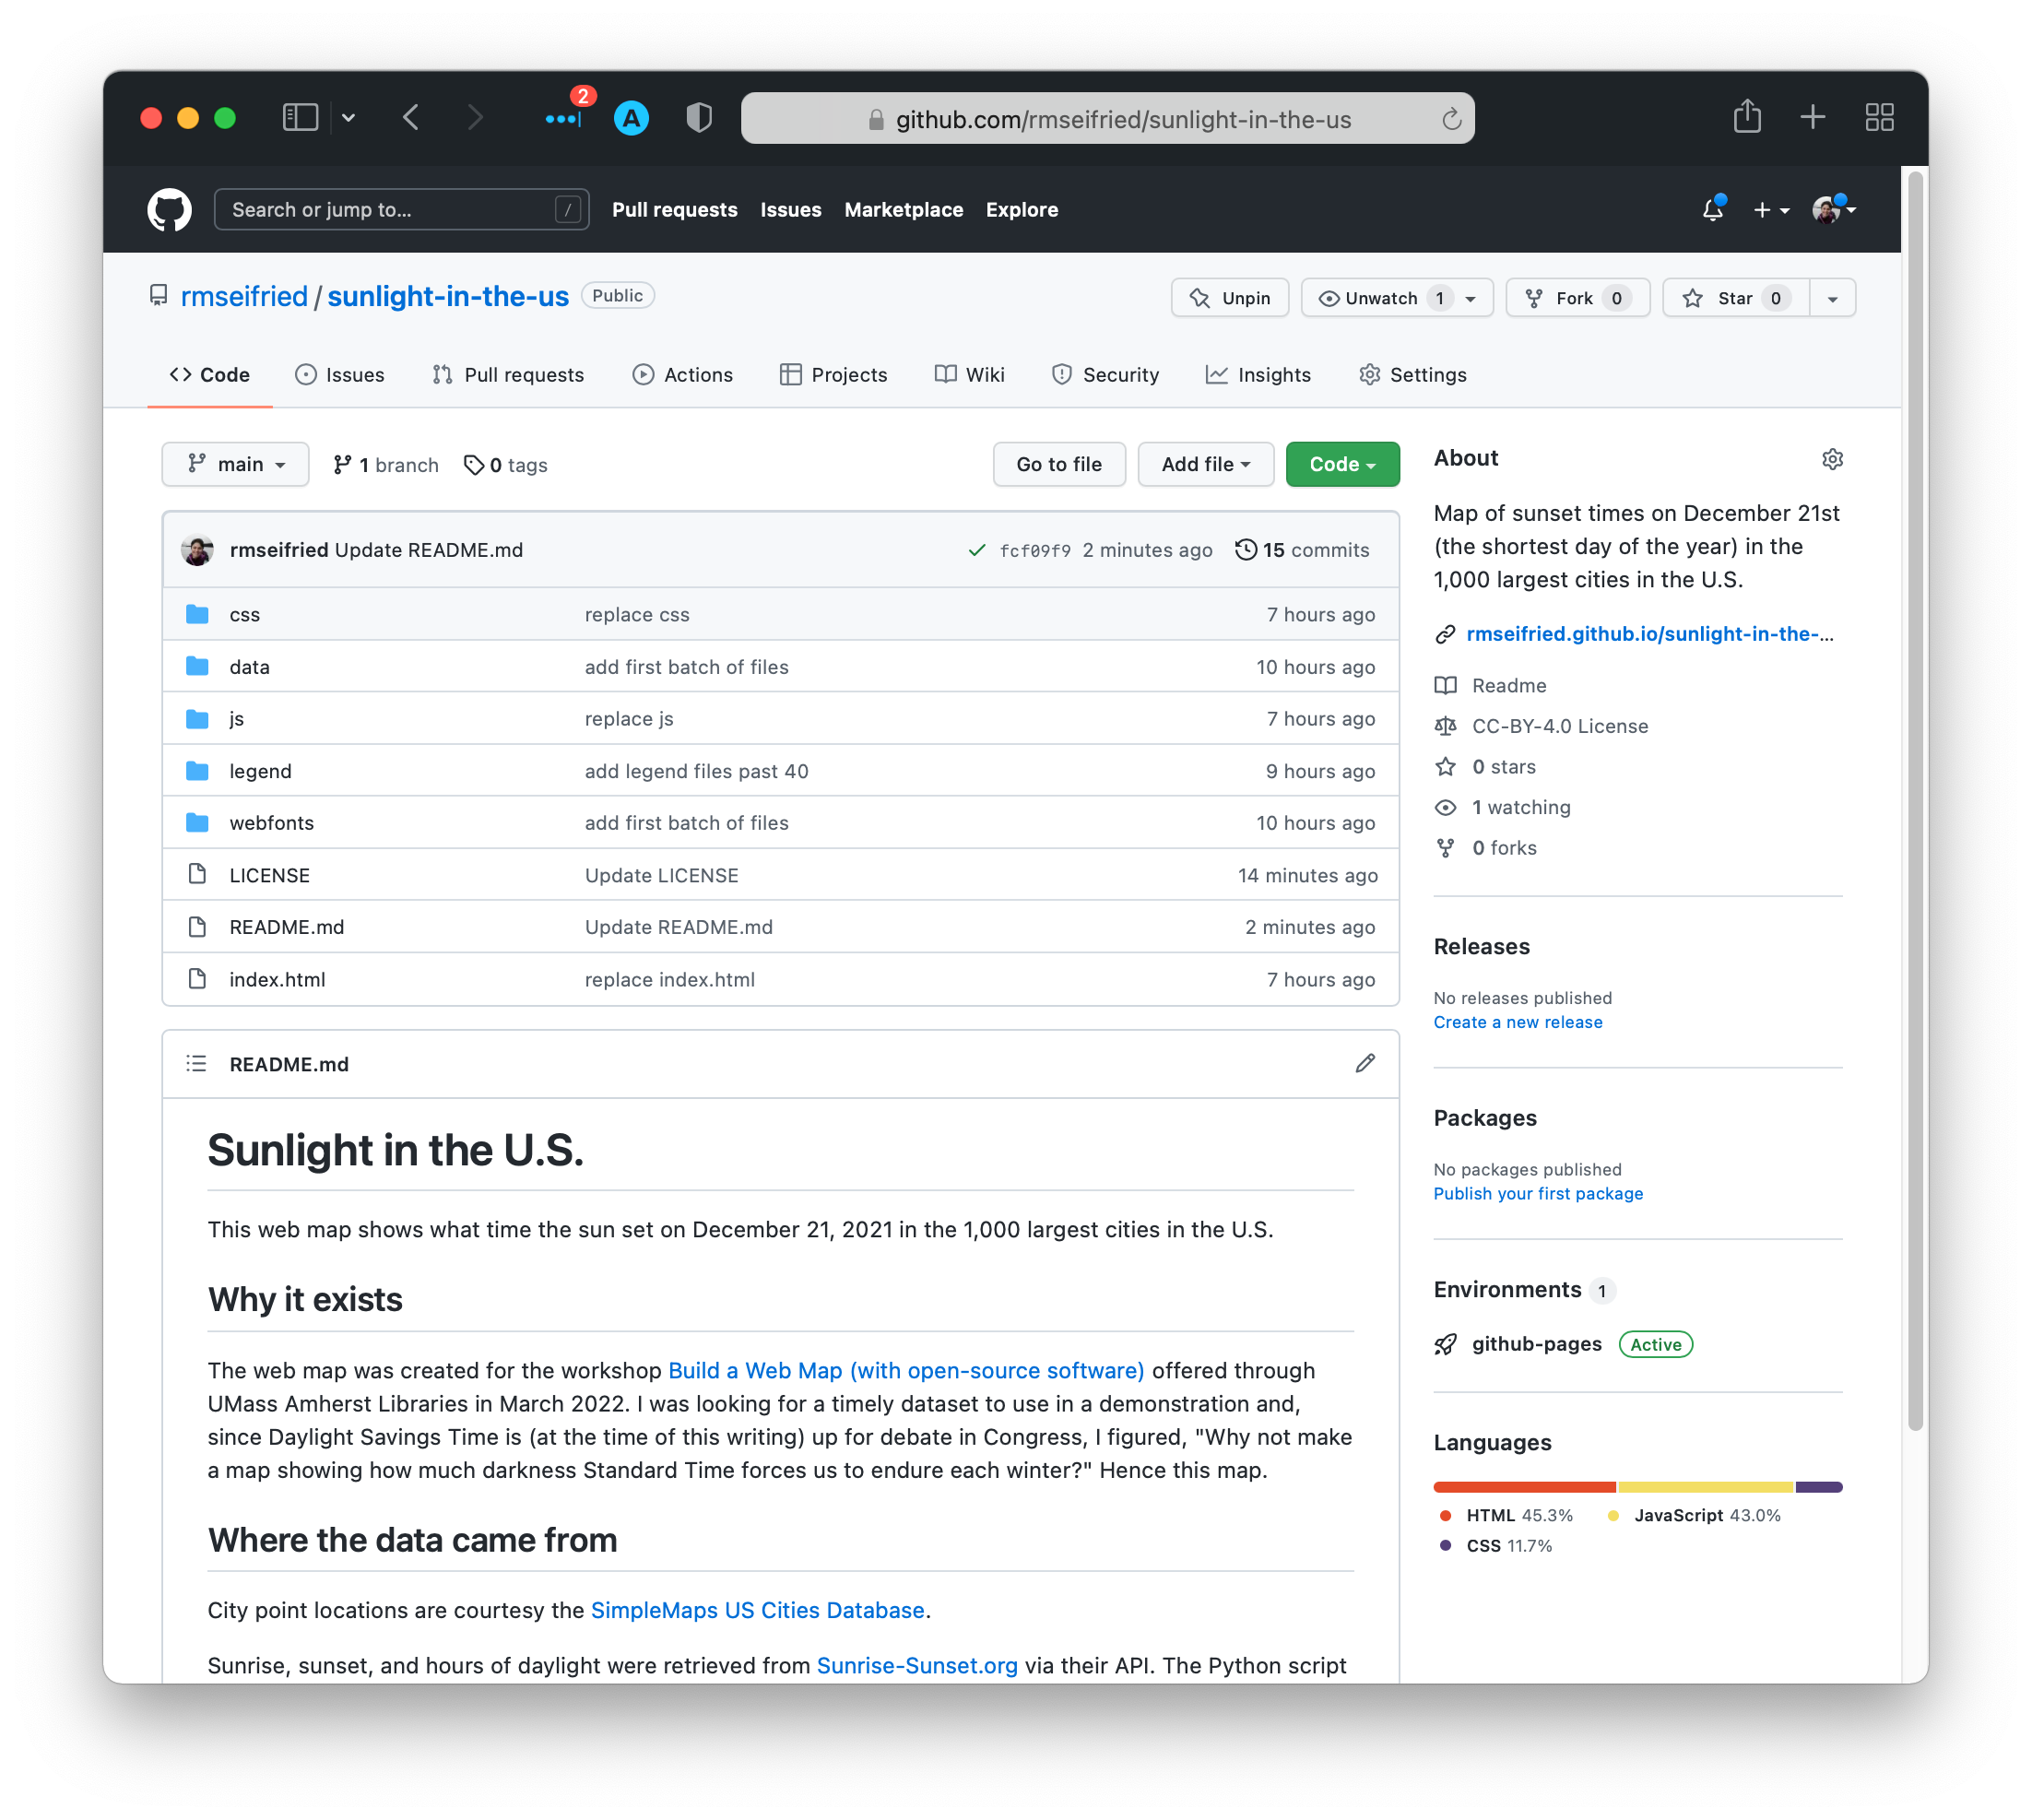 2
A
github.com/rmseifried/sunlight-in-the-us
Search or jump to...
/
Pull requests
Issues
Marketplace
Explore
rmseifried / sunlight-in-the-us
Public
Unpin
Unwatch 1
Fork 0
Star 0
Code
Issues
Pull requests
Actions
Projects
Wiki
Security
Insights
Settings
main
1 branch
0 tags
Go to file
Add file
Code
rmseifried Update README.md
fcf09f9 2 minutes ago
15 commits
css replace css 7 hours ago
data add first batch of files 10 hours ago
js replace js 7 hours ago
legend add legend files past 40 9 hours ago
webfonts add first batch of files 10 hours ago
LICENSE Update LICENSE 14 minutes ago
README.md Update README.md 2 minutes ago
index.html replace index.html 7 hours ago
README.md
Sunlight in the U.S.
This web map shows what time the sun set on December 21, 2021 in the 1,000 largest cities in the U.S.
Why it exists
The web map was created for the workshop Build a Web Map (with open-source software) offered through
UMass Amherst Libraries in March 2022. I was looking for a timely dataset to use in a demonstration and,
since Daylight Savings Time is (at the time of this writing) up for debate in Congress, I figured, "Why not make
a map showing how much darkness Standard Time forces us to endure each winter?" Hence this map.
Where the data came from
City point locations are courtesy the SimpleMaps US Cities Database.
Sunrise, sunset, and hours of daylight were retrieved from Sunrise-Sunset.org via their API. The Python script
About
Map of sunset times on December 21st
(the shortest day of the year) in the
1,000 largest cities in the U.S.
rmseifried.github.io/sunlight-in-the-...
Readme
CC-BY-4.0 License
0 stars
1 watching
0 forks
Releases
No releases published
Create a new release
Packages
No packages published
Publish your first package
Environments 1
github-pages Active
Languages
HTML 45.3% JavaScript 43.0%
CSS 11.7%